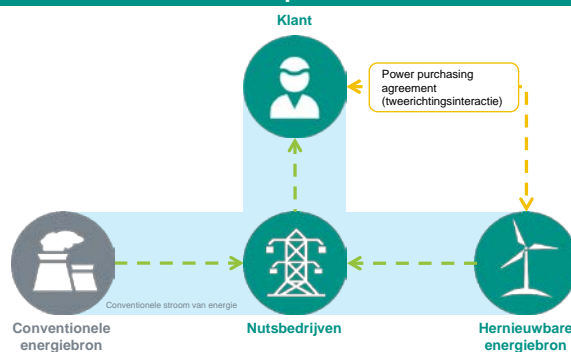 Klant
Power purchasing
agreement
(tweerichtingsinteractie)
Conventionele stroom van energie
Conventionele
energiebron
Nutsbedrijven
Hernieuwbare
energiebron